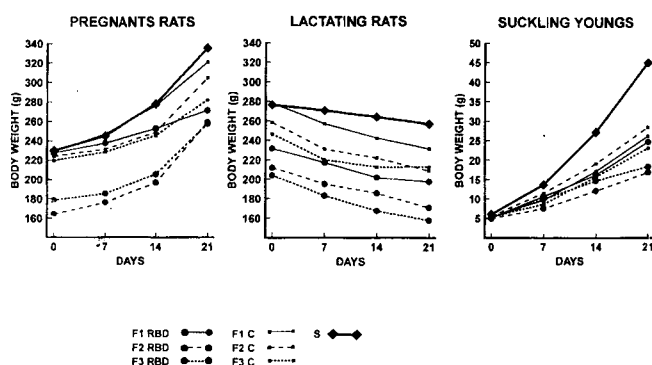 PREGNANTS RATS
BODY WEIGHT (g)
340
320
300
280
260
240
220
200
180
160
0 7 14 21
DAYS
LACTATING RATS
BODY WEIGHT (g)
340
320
300
280
260
240
220
200
180
160
0 7 14 21
DAYS
SUCKLING YOUNGS
BODY WEIGHT (g)
50
45
40
35
30
25
20
15
10
5
0 7 14 21
DAYS
F1 RBD F1 C S
F2 RBD F2 C
F3 RBD F3 C